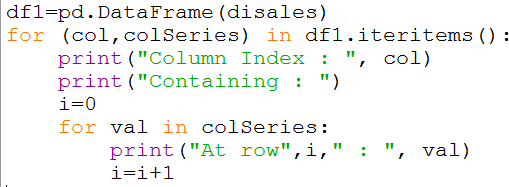 df1=pd.DataFrame(disales)
for (col,colSeries) in df1.iteritems():
    print("Column Index : ", col)
    print("Containing : ")
    i=0
    for val in colSeries:
        print("At row",i," : ", val)
        i=i+1